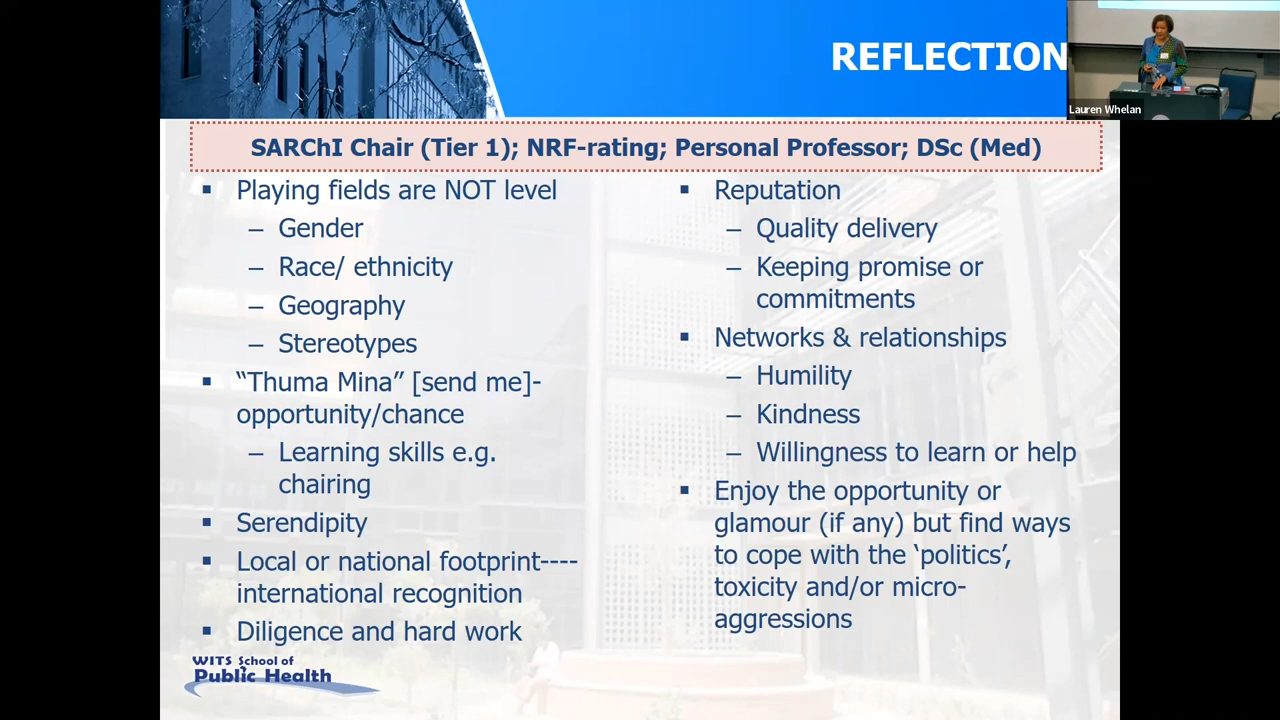 REFLECTION
Lauren Whelan
SARChI Chair (Tier 1); NRF-rating; Personal Professor; DSc (Med)
▪ Playing fields are NOT level
– Gender
– Race/ ethnicity
– Geography
– Stereotypes
▪ “Thuma Mina” [send me]-
opportunity/chance
– Learning skills e.g.
chairing
▪ Serendipity
▪ Local or national footprint----
international recognition
▪ Diligence and hard work
▪ Reputation
– Quality delivery
– Keeping promise or
commitments
▪ Networks & relationships
– Humility
– Kindness
– Willingness to learn or help
▪ Enjoy the opportunity or
glamour (if any) but find ways
to cope with the ‘politics’,
toxicity and/or micro-
aggressions
WITS School of
Public Health